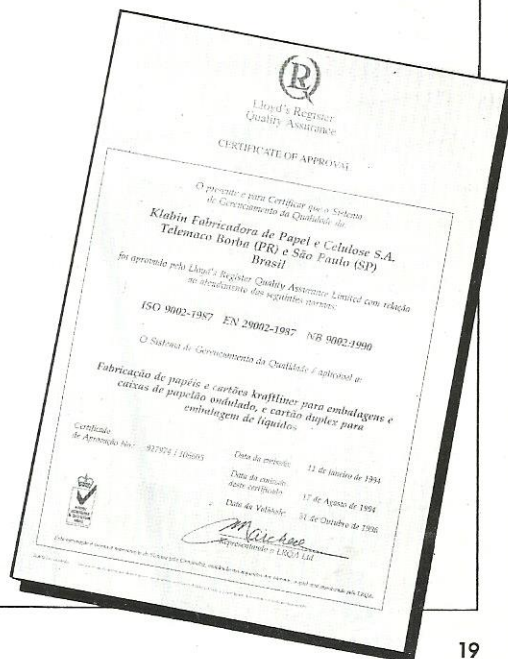 LRQ
Lloyd's Register
Quality Assurance
CERTIFICATE OF APPROVAL
O presente é para Certificar que o Sistema
de Gerenciamento da Qualidade da
Klabin Fabricadora de Papel e Celulose S.A.
Telemaco Borba (PR) e São Paulo (SP)
Brasil
foi aprovado pelo Lloyd's Register Quality Assurance Limited com relação
ao atendimento das seguintes normas:
ISO 9002-1987 EN 29002-1987 NB 9002:1990
O Sistema de Gerenciamento da Qualidade é aplicável a:
Fabricação de papéis e cartões kraftliner para embalagens e
caixas de papelão ondulado, e cartão duplex para
embalagem de líquidos
Certificado
de Aprovação No.:
Data da emissão 11 de Janeiro de 1994
Data da emissão
deste certificado 17 de Agosto de 1994
Data da Validade 31 de Outubro de 1996
Representando o LRQA Ltd
19